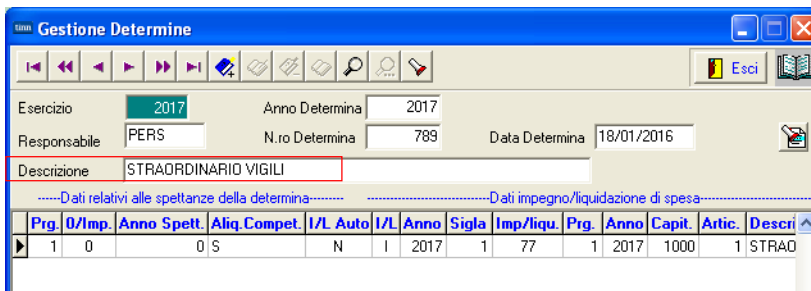 tinn Gestione Determine
Esci
Esercizio 2017 Anno Determina 2017
Responsabile PERS N.ro Determina 789 Data Determina 18/01/2016
Descrizione STRAORDINARIO VIGILI
------Dati relativi alle spettanze della determina--------- -------------------------------Dati impegno/liquidazione di spesa----------------------------
Prg. 0/Imp. Anno Spett. Aliq.Compet. I/L Auto I/L Anno Sigla Imp/liqu. Prg. Anno Capit. Artic. Descri
1 0 0 S N I 2017 1 77 1 2017 1000 1 STRAO